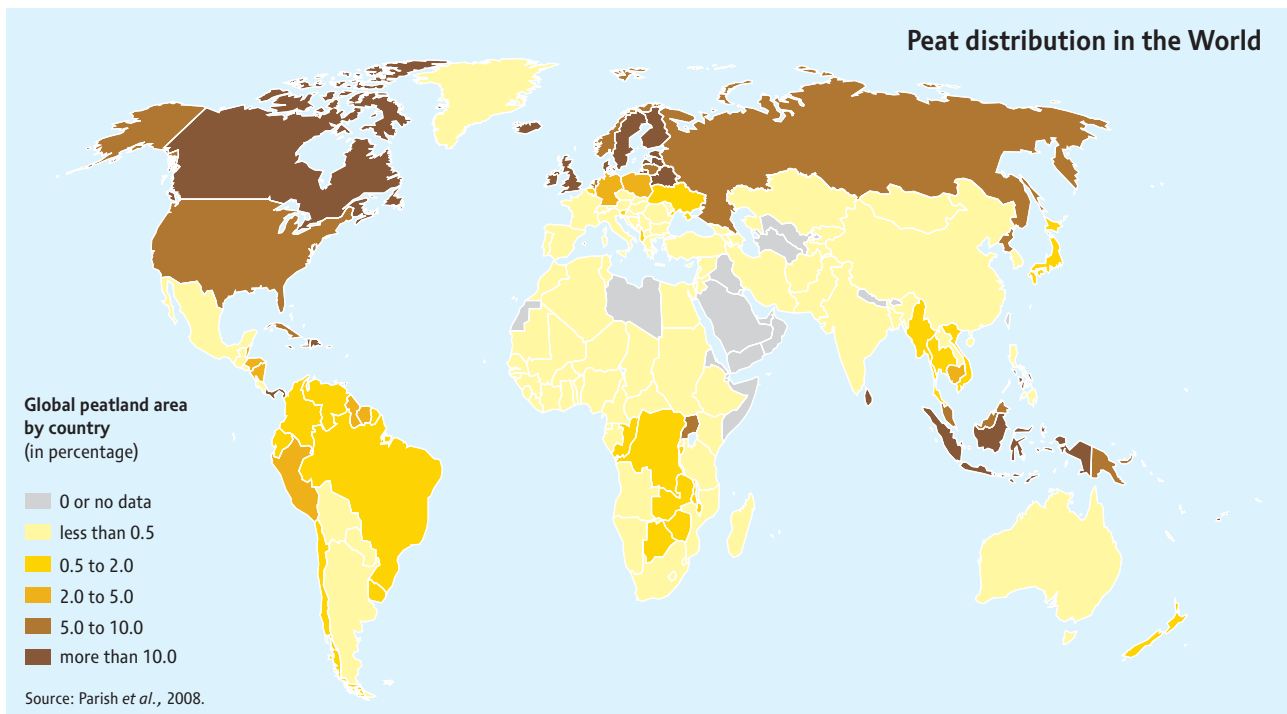 Peat distribution in the World
Global peatland area
by country
(in percentage)
0 or no data
less than 0.5
0.5 to 2.0
2.0 to 5.0
5.0 to 10.0
more than 10.0
Source: Parish et al., 2008.